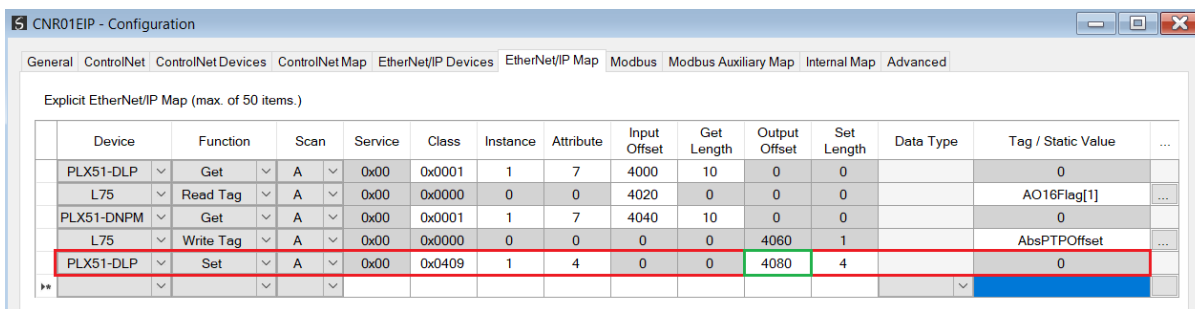 CNR01EIP - Configuration
General ControlNet ControlNet Devices ControlNet Map EtherNet/IP Devices EtherNet/IP Map Modbus Modbus Auxiliary Map Internal Map Advanced
Explicit EtherNet/IP Map (max. of 50 items.)
Device Function Scan Service Class Instance Attribute Input Offset Get Length Output Offset Set Length Data Type Tag / Static Value ...
PLX51-DLP Get A 0x00 0x0001 1 7 4000 10 0 0 0
L75 Read Tag A 0x00 0x0000 0 0 4020 0 0 0 AO16Flag[1] ...
PLX51-DNPM Get A 0x00 0x0001 1 7 4040 10 0 0 0
L75 Write Tag A 0x00 0x0000 0 0 0 0 4060 1 AbsPTPOffset ...
PLX51-DLP Set A 0x00 0x0409 1 4 0 0 4080 4 0